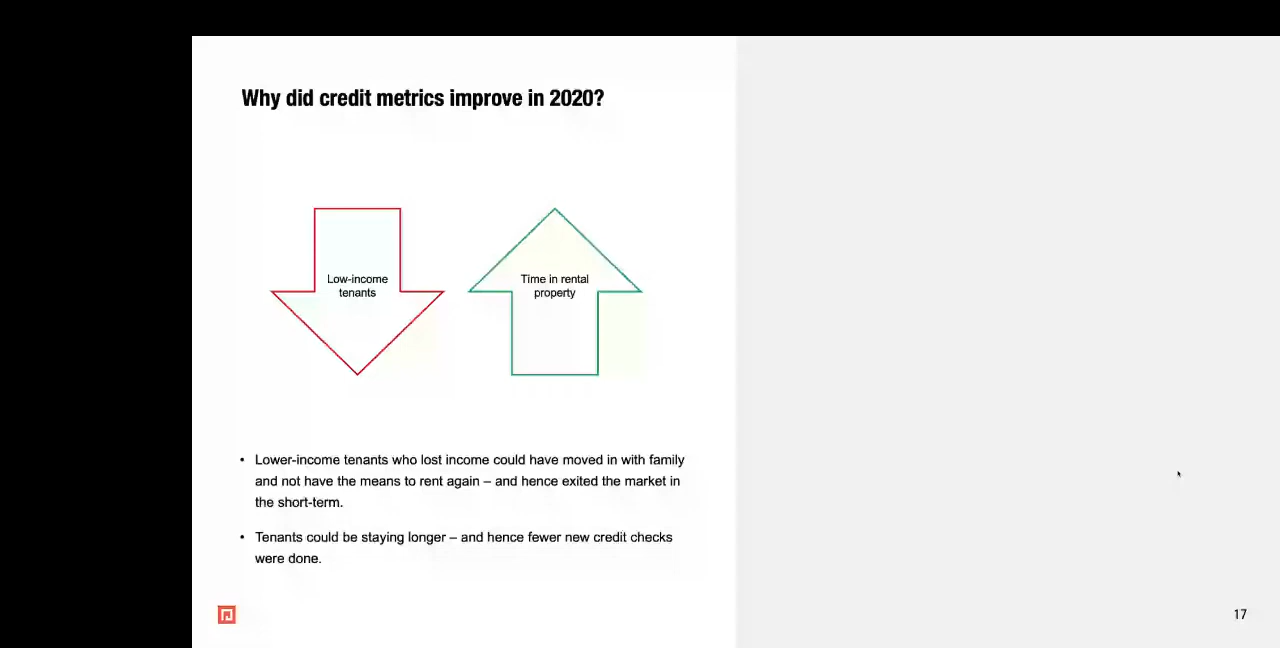 Why did credit metrics improve in 2020?
Low-income
tenants
Time in rental
property
• Lower-income tenants who lost income could have moved in with family
and not have the means to rent again – and hence exited the market in
the short-term.
• Tenants could be staying longer – and hence fewer new credit checks
were done.
17